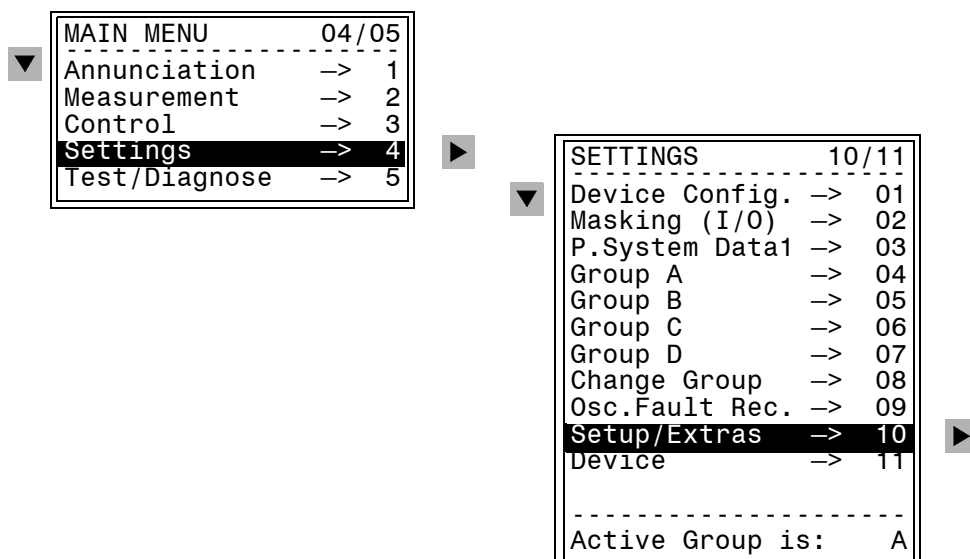 MAIN MENU 04/05
--------------------
Annunciation —> 1
Measurement —> 2
Control —> 3
Settings —> 4
Test/Diagnose —> 5
SETTINGS 10/11
--------------------
Device Config. —> 01
Masking (I/O) —> 02
P.System Data1 —> 03
Group A —> 04
Group B —> 05
Group C —> 06
Group D —> 07
Change Group —> 08
Osc.Fault Rec. —> 09
Setup/Extras —> 10
Device —> 11
--------------------
Active Group is: A